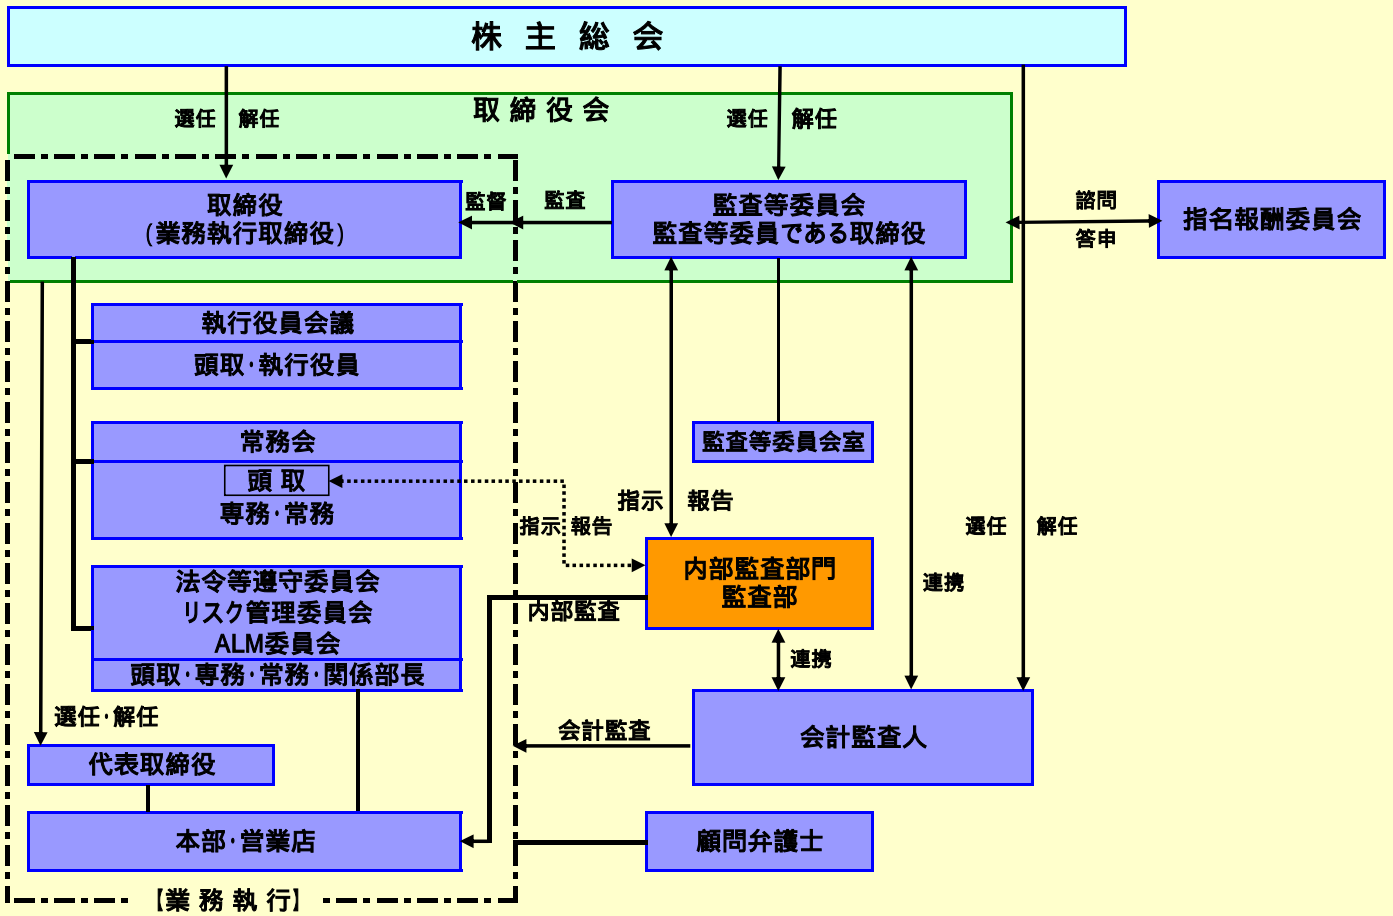 株 主 総 会
取 締 役 会
選任 解任
選任 解任
取締役
(業務執行取締役)
監督
監査
監査等委員会
監査等委員である取締役
諮問
答申
指名報酬委員会
執行役員会議
頭取・執行役員
常務会
頭 取
専務・常務
監査等委員会室
指示 報告
指示 報告
選任 解任
内部監査部門
監査部
連携
内部監査
法令等遵守委員会
リスク管理委員会
ALM委員会
頭取・専務・常務・関係部長
連携
選任・解任
会計監査
会計監査人
代表取締役
本部・営業店
顧問弁護士
【業 務 執 行】